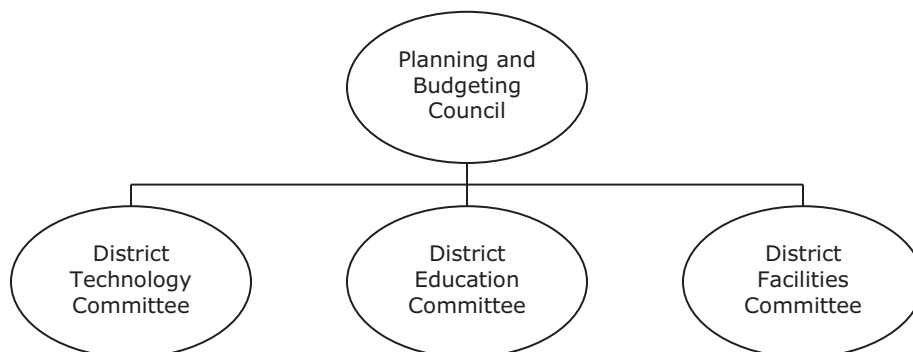 Planning and
Budgeting
Council
District
Technology
Committee
District
Education
Committee
District
Facilities
Committee